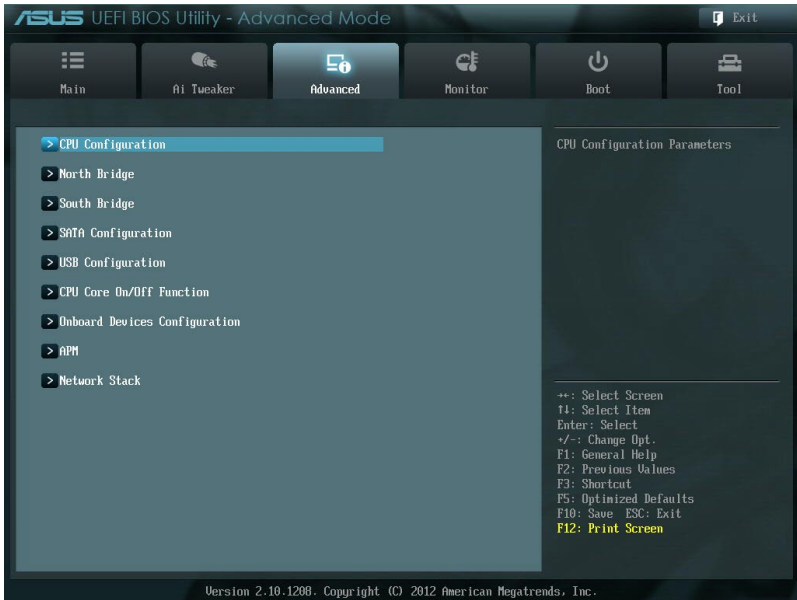 ASUS UEFI BIOS Utility - Advanced Mode
Exit
Main
Ai Tweaker
Advanced
Monitor
Boot
Tool
> CPU Configuration
> North Bridge
> South Bridge
> SATA Configuration
> USB Configuration
> CPU Core On/Off Function
> Onboard Devices Configuration
> APM
> Network Stack
CPU Configuration Parameters
→←: Select Screen
↑↓: Select Item
Enter: Select
+/-: Change Opt.
F1: General Help
F2: Previous Values
F3: Shortcut
F5: Optimized Defaults
F10: Save ESC: Exit
F12: Print Screen
Version 2.10.1208. Copyright (C) 2012 American Megatrends, Inc.